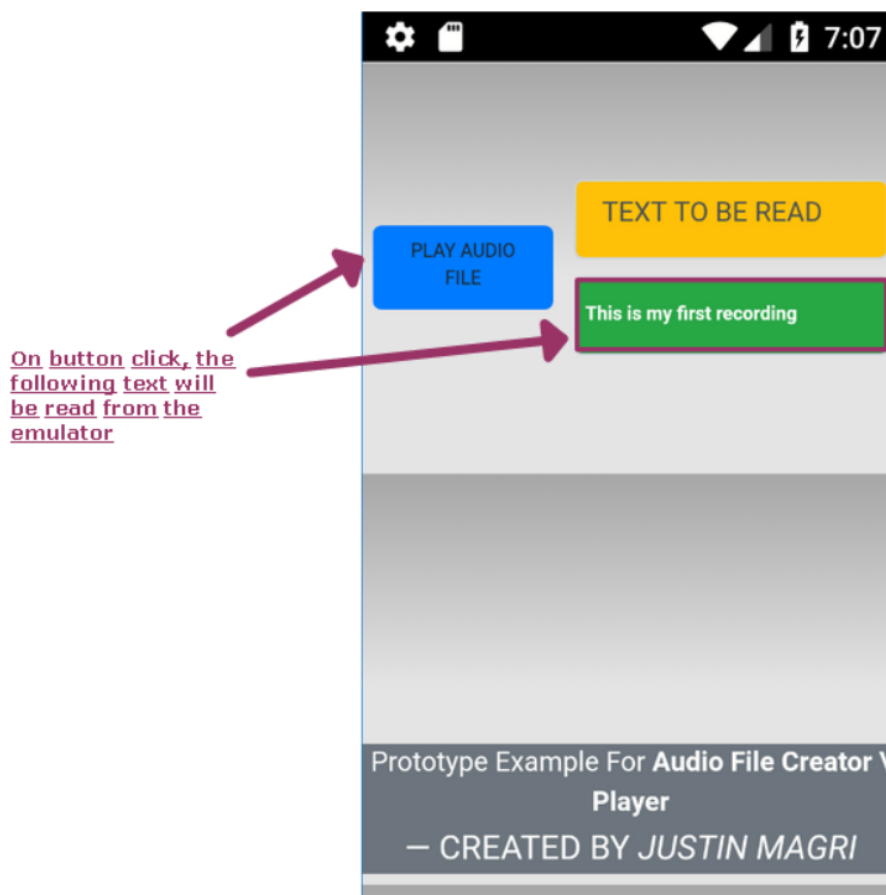 7:07
TEXT TO BE READ
PLAY AUDIO
FILE
This is my first recording
On button click, the
following text will
be read from the
emulator
Prototype Example For Audio File Creator
Player
— CREATED BY JUSTIN MAGRI